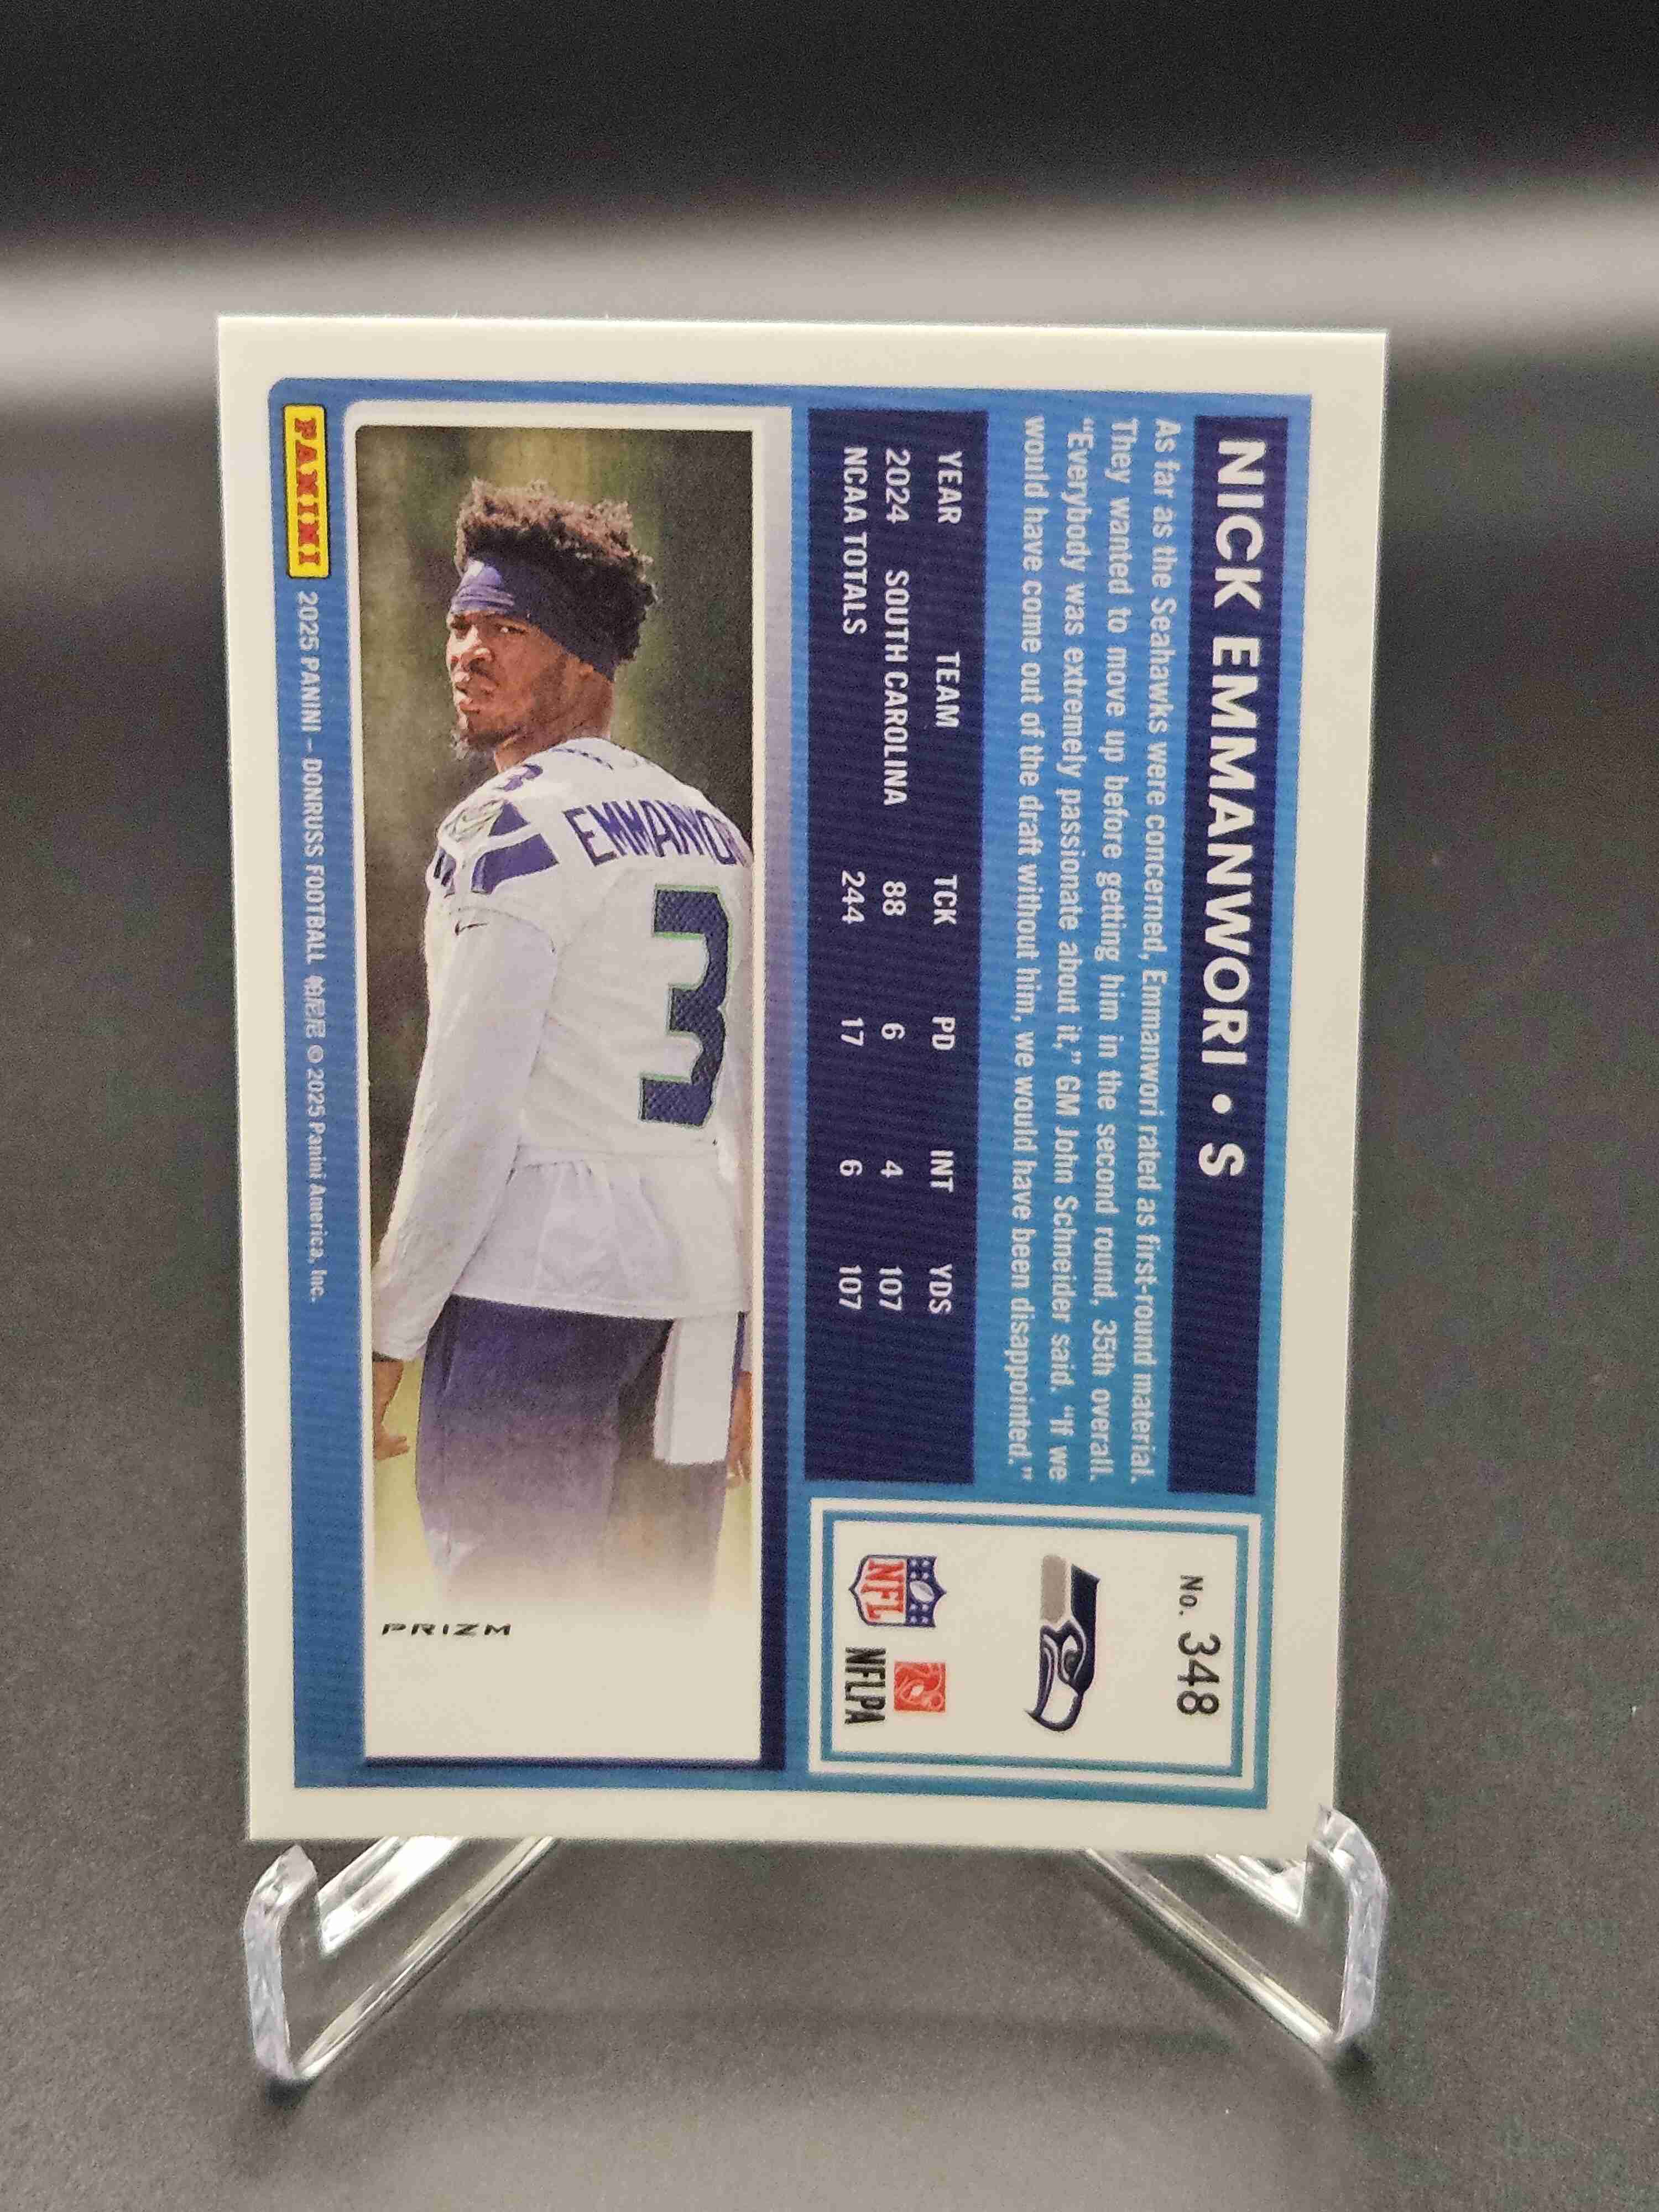 NICK EMMANWORI • S
As far as the Seahawks were concerned, Emmanwori rated as first-round material.
They wanted to move up before getting him in the second round, 35th overall.
“Everybody was extremely passionate about it,” GM John Schneider said. “If we
would have come out of the draft without him, we would have been disappointed.”
YEAR TEAM TCK PD INT YDS
2024 SOUTH CAROLINA 88 6 4 107
NCAA TOTALS 244 17 6 107
No. 348
NFL
NFLPA
EMMANWOR
3
3
PRIZM
PANINI
2025 PANINI – DONRUSS FOOTBALL © 2025 Panini America, Inc.